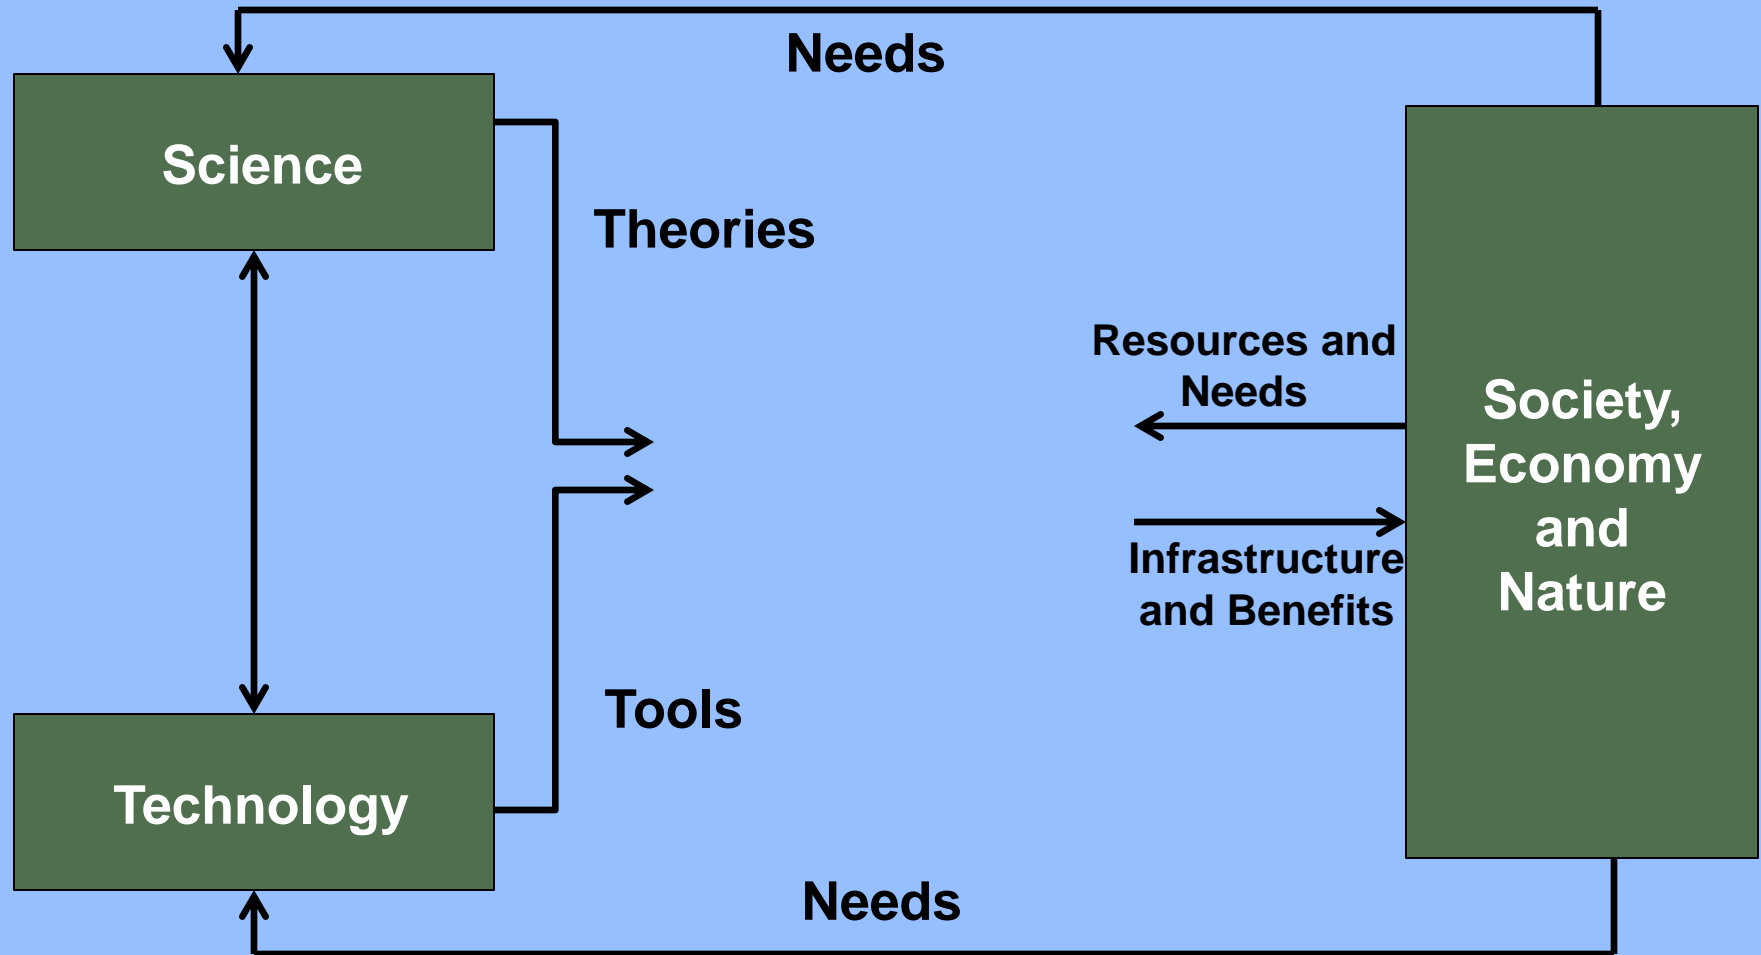 Needs
Science
Theories
Resources and
Needs
Society,
Economy
and
Nature
Infrastructure
and Benefits
Tools
Technology
Needs